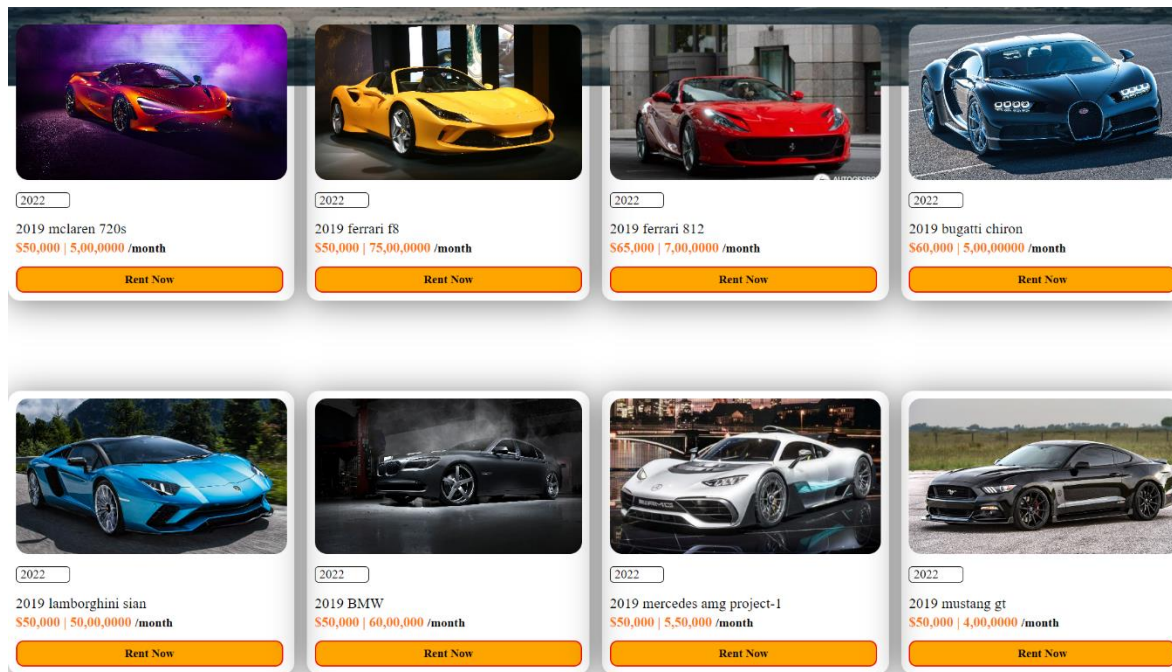 AUTOGESPOT
2022
2019 mclaren 720s
$50,000 | 5,00,0000 /month
Rent Now
2022
2019 ferrari f8
$50,000 | 75,00,0000 /month
Rent Now
2022
2019 ferrari 812
$65,000 | 7,00,0000 /month
Rent Now
2022
2019 bugatti chiron
$60,000 | 5,00,00000 /month
Rent Now
2022
2019 lamborghini sian
$50,000 | 50,00,0000 /month
Rent Now
2022
2019 BMW
$50,000 | 60,00,000 /month
Rent Now
AMG
2022
2019 mercedes amg project-1
$50,000 | 5,50,000 /month
Rent Now
2022
2019 mustang gt
$50,000 | 4,00,0000 /month
Rent Now